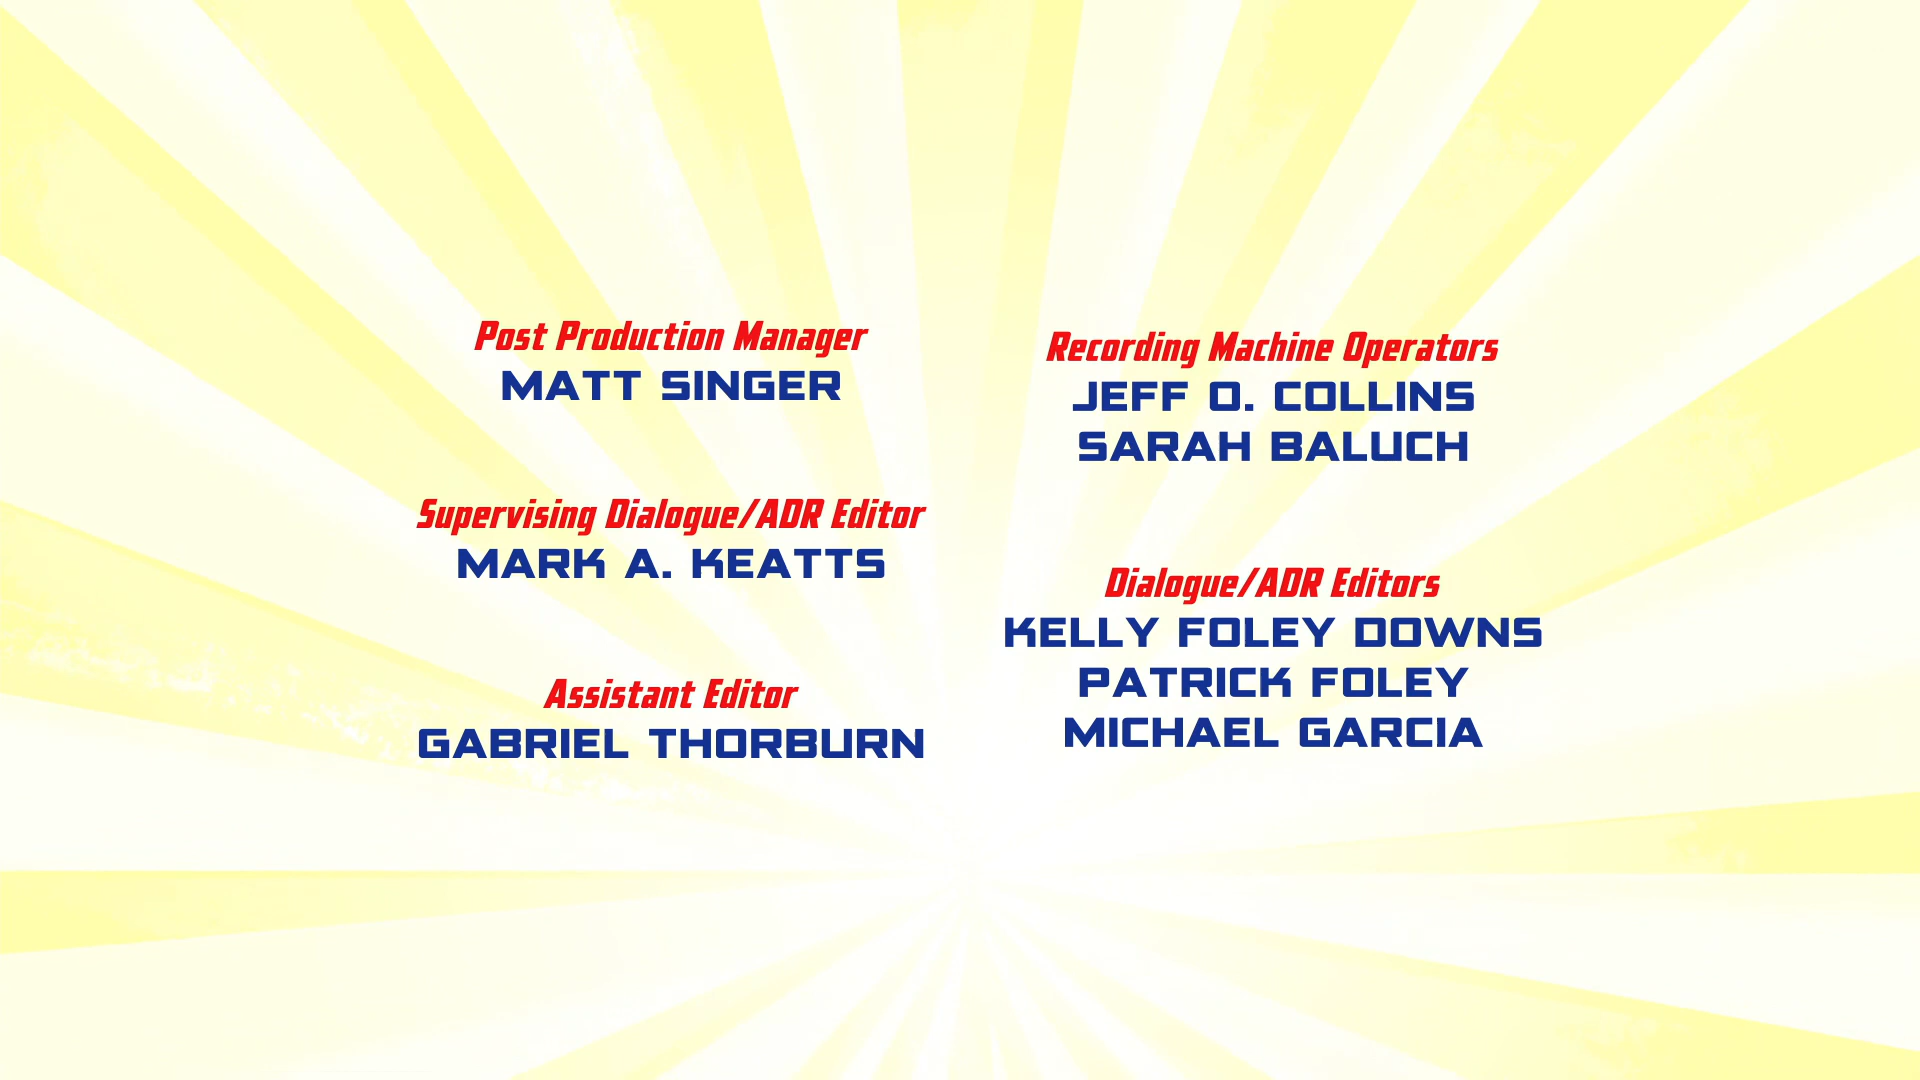 Post Production Manager
MATT SINGER
Supervising Dialogue/ADR Editor
MARK A. KEATTS
Assistant Editor
GABRIEL THORBURN
Recording Machine Operators
JEFF O. COLLINS
SARAH BALUCH
Dialogue/ADR Editors
KELLY FOLEY DOWNS
PATRICK FOLEY
MICHAEL GARCIA